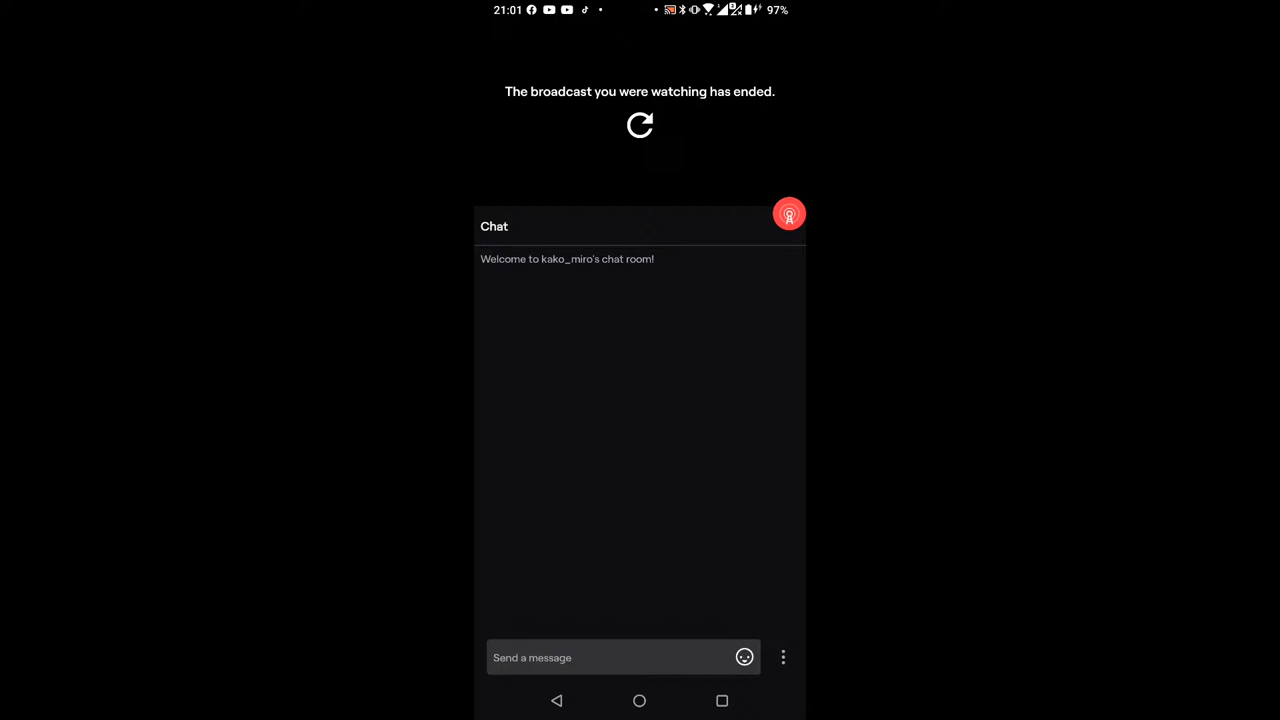 21:01 97%
The broadcast you were watching has ended.
Chat
Welcome to kako_miro's chat room!
Send a message